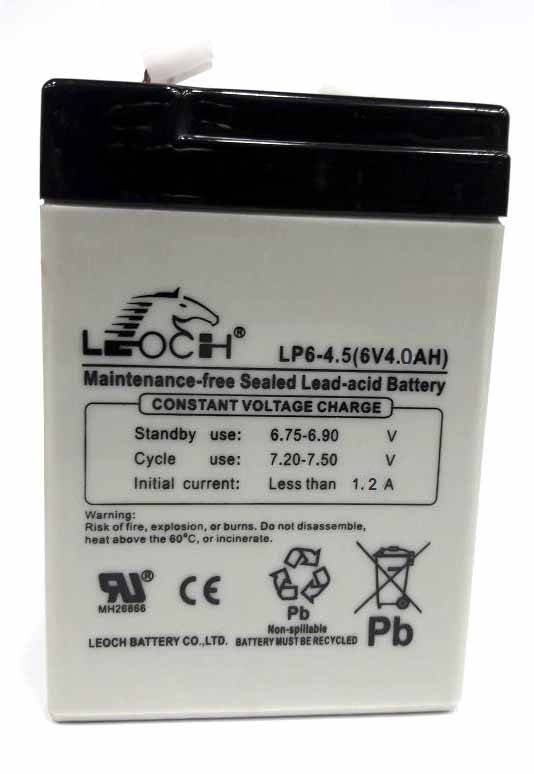 LEOCH®
LP6-4.5(6V4.0AH)
Maintenance-free Sealed Lead-acid Battery
CONSTANT VOLTAGE CHARGE
Standby use: 6.75-6.90 V
Cycle use: 7.20-7.50 V
Initial current: Less than 1.2 A
Warning:
Risk of fire, explosion, or burns. Do not disassemble,
heat above the 60°C, or incinerate.
RU®
MH26866
CE
Pb
Non-spillable
BATTERY MUST BE RECYCLED
Pb
LEOCH BATTERY CO.,LTD.